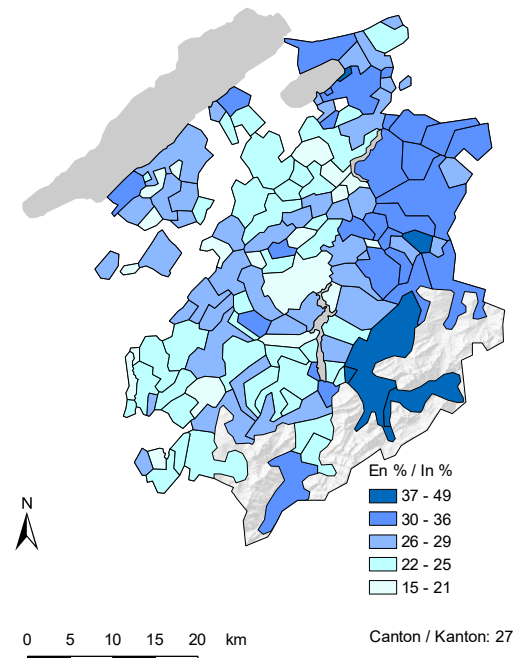 En % / In %
37 - 49
30 - 36
26 - 29
22 - 25
15 - 21
N
0 5 10 15 20 km
Canton / Kanton: 27